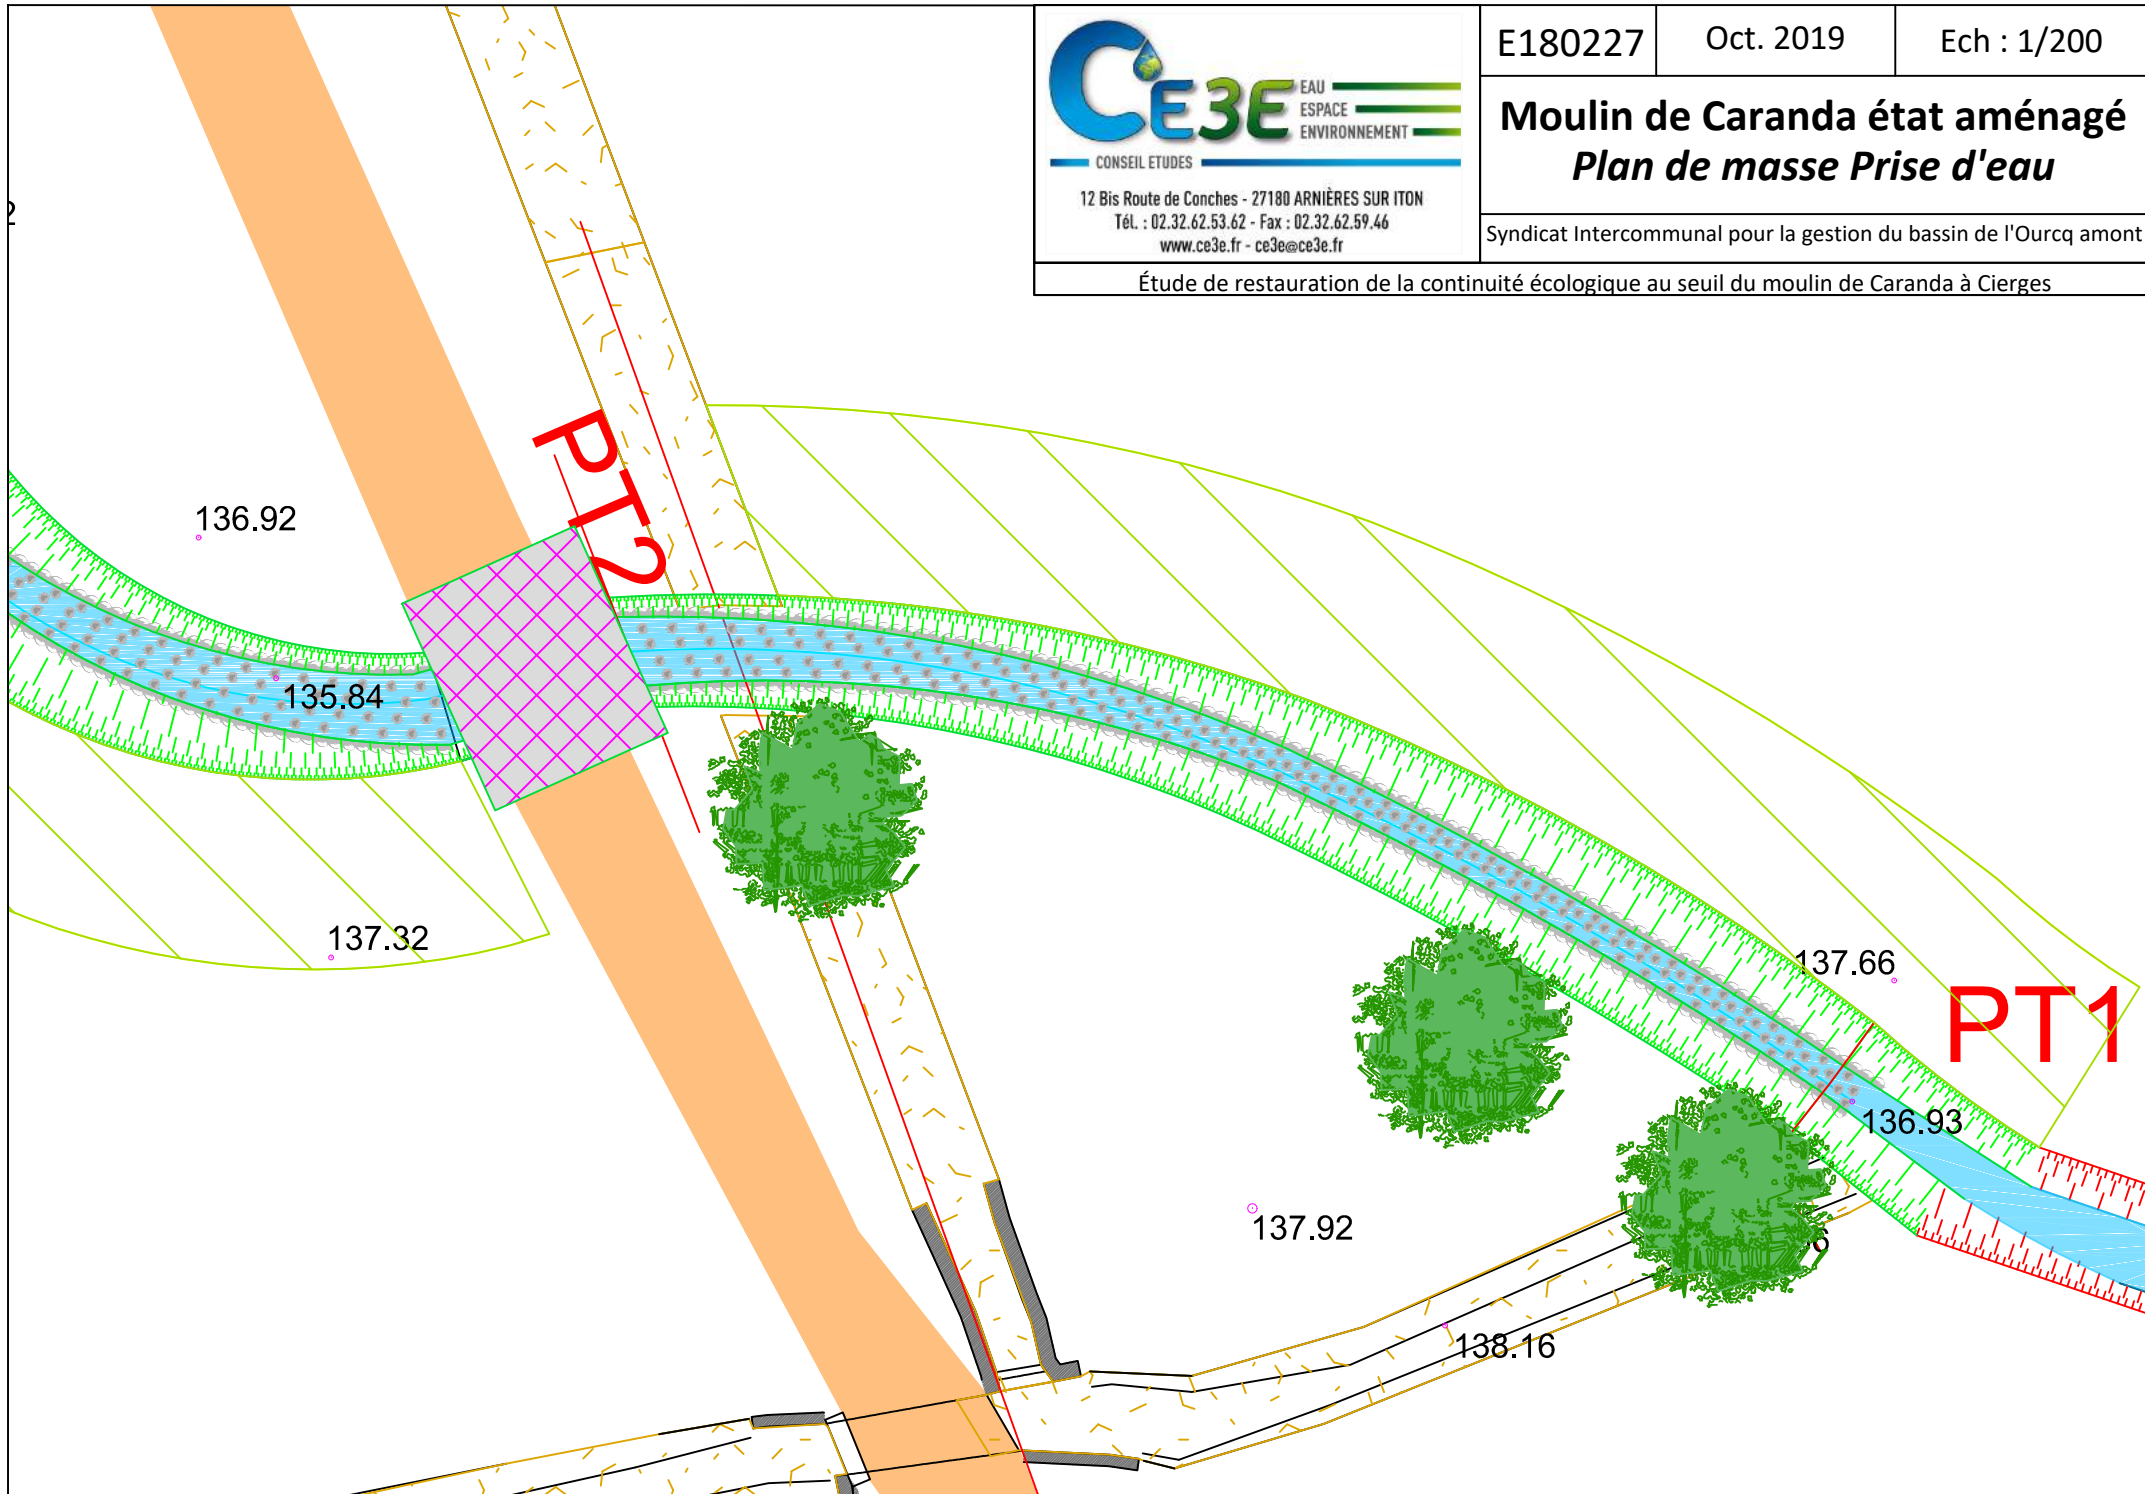 CE3E
EAU
ESPACE
ENVIRONNEMENT
CONSEIL ETUDES
12 Bis Route de Conches - 27180 ARNIÈRES SUR ITON
Tél. : 02.32.62.53.62 - Fax : 02.32.62.59.46
www.ce3e.fr - ce3e@ce3e.fr
E180227
Oct. 2019
Ech : 1/200
Moulin de Caranda état aménagé
Plan de masse Prise d'eau
Syndicat Intercommunal pour la gestion du bassin de l'Ourcq amont
Étude de restauration de la continuité écologique au seuil du moulin de Caranda à Cierges
2
PT2
136.92
135.84
137.32
137.66
PT1
136.93
137.92
6
138.16